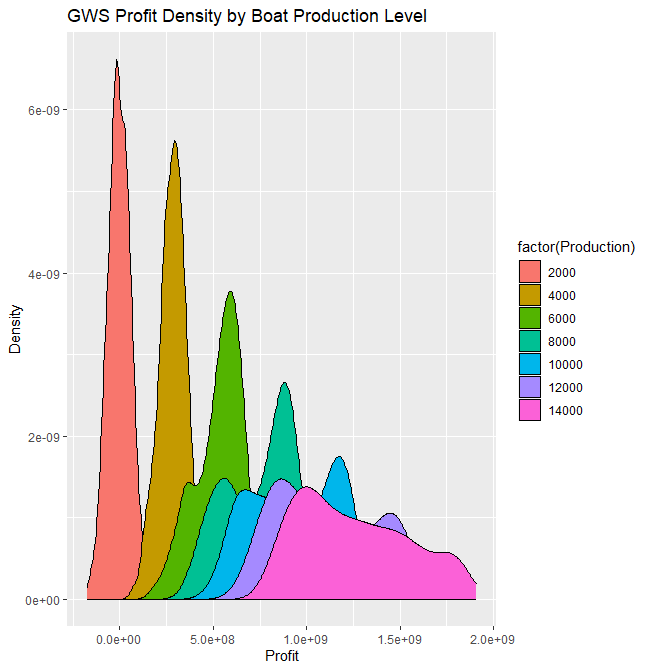 GWS Profit Density by Boat Production Level
Density
6e-09
4e-09
2e-09
0e+00
0.0e+00 5.0e+08 1.0e+09 1.5e+09 2.0e+09
Profit
factor(Production)
2000
4000
6000
8000
10000
12000
14000